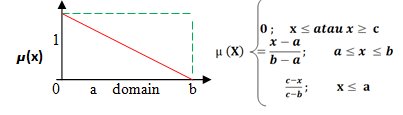 1
μ(x)
0 a domain b
μ (X) = 
0 ; x ≤ atau x ≥ c
x − a / b − a ; a ≤ x ≤ b
c−x / c−b ; x ≤ a